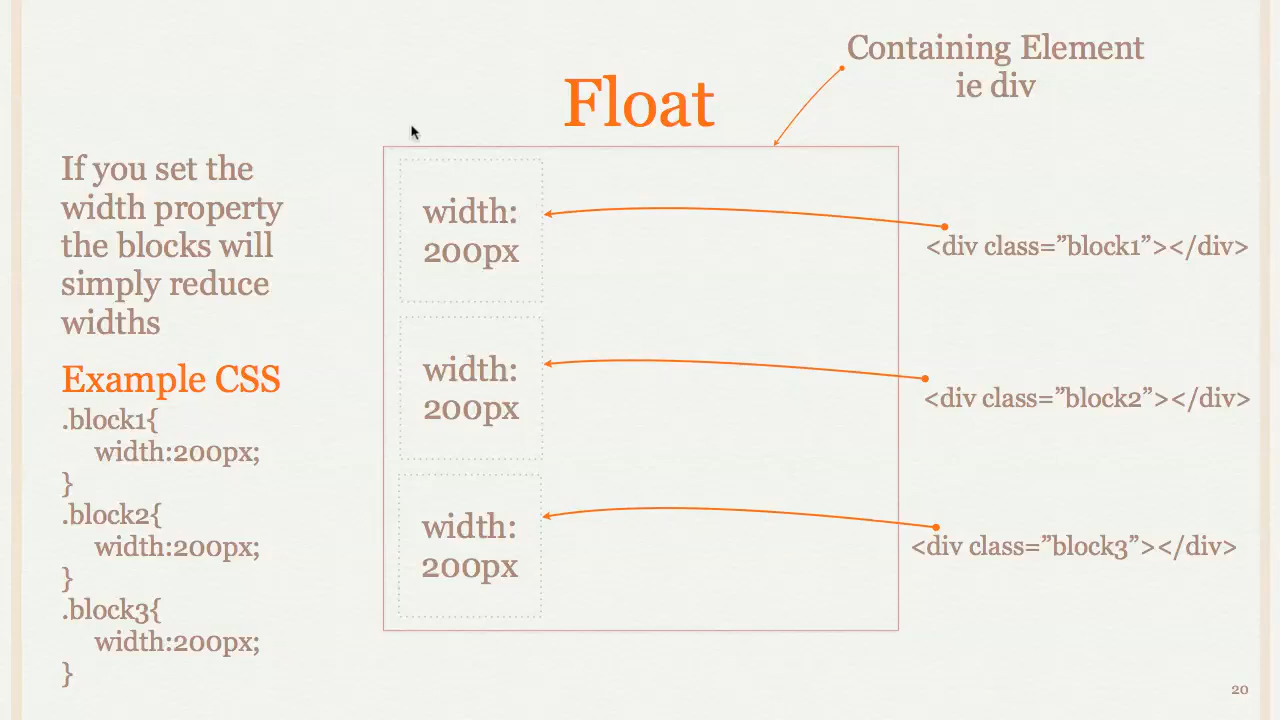 Containing Element
ie div
Float
If you set the
width property
the blocks will
simply reduce
widths
Example CSS
.block1{
width:200px;
}
.block2{
width:200px;
}
.block3{
width:200px;
}
width:
200px
<div class=”block1”></div>
width:
200px
<div class=”block2”></div>
width:
200px
<div class=”block3”></div>
20